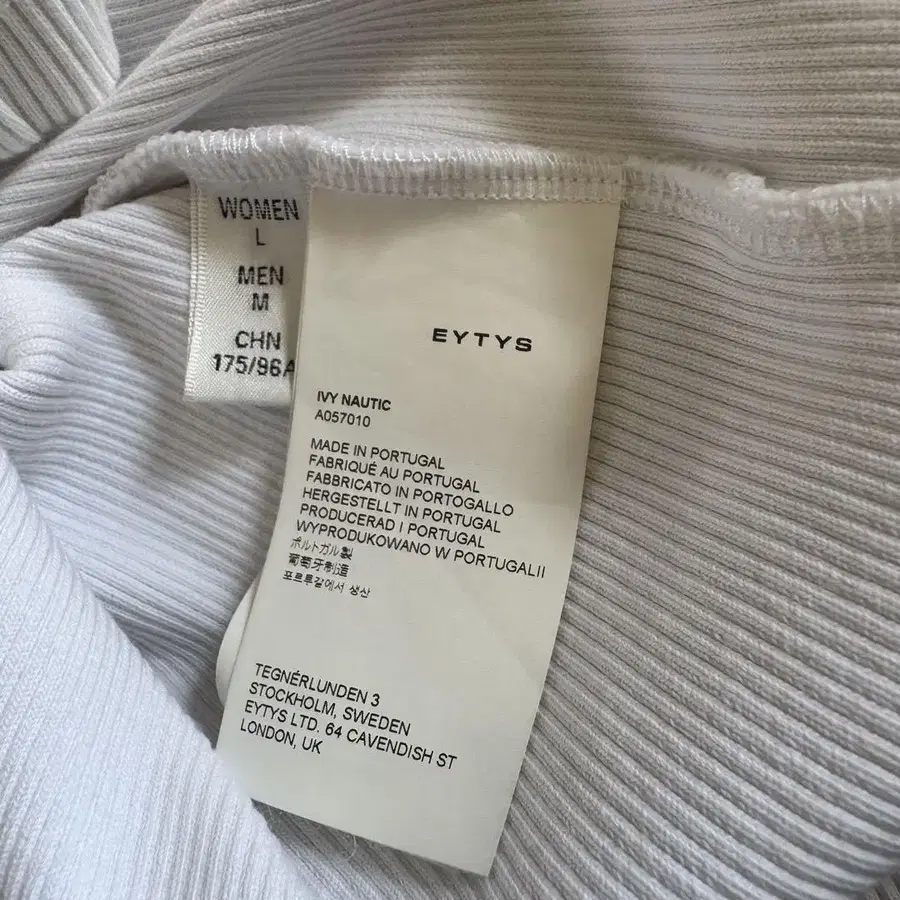 WOMEN
L
MEN
M
CHN
175/96A
EYTYS
IVY NAUTIC
A057010
MADE IN PORTUGAL
FABRIQUÉ AU PORTUGAL
FABBRICATO IN PORTOGALLO
HERGESTELLT IN PORTUGAL
PRODUCERAD I PORTUGAL
WYPRODUKOWANO W PORTUGALII
ポルトガル製
葡萄牙制造
포르투갈에서 생산
TEGNÉRLUNDEN 3
STOCKHOLM, SWEDEN
EYTYS LTD. 64 CAVENDISH ST
LONDON, UK